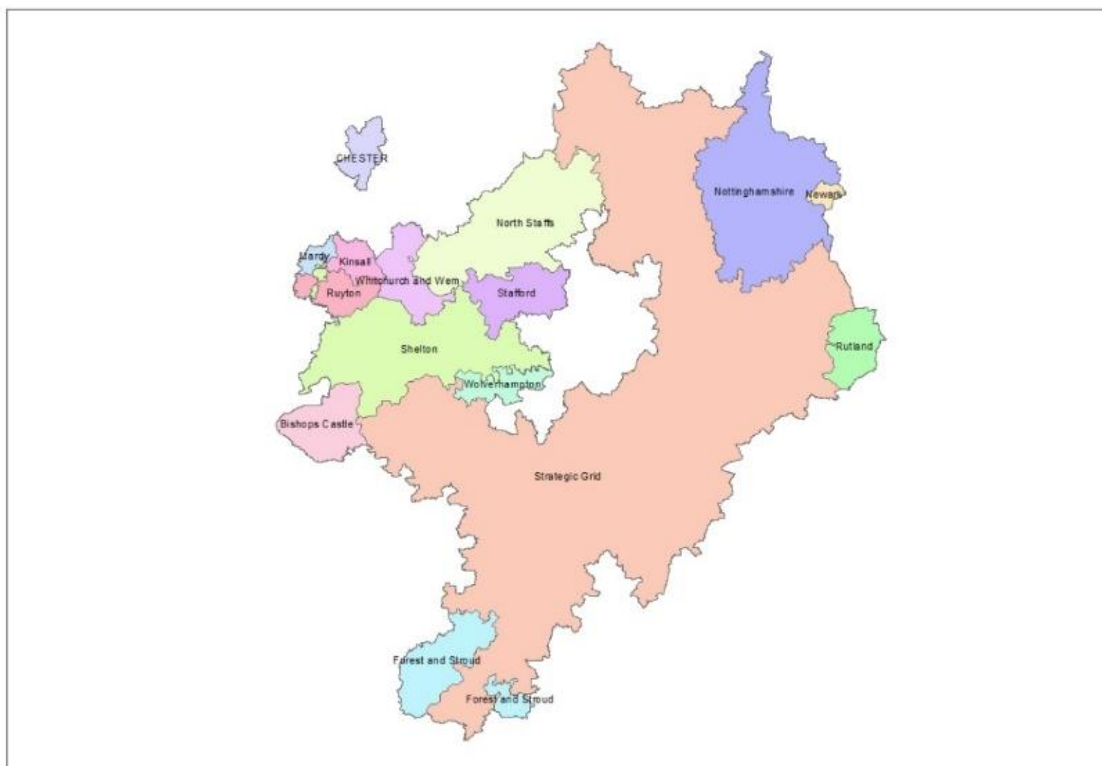 CHESTER
Nottinghamshire
Newark
North Staffs
Mardy
Kinsall
Whitchurch and Wem
Ruyton
Stafford
Shelton
Rutland
Wolverhampton
Bishops Castle
Strategic Grid
Forest and Stroud
Forest and Stroud